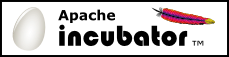 Apache
incubator ™